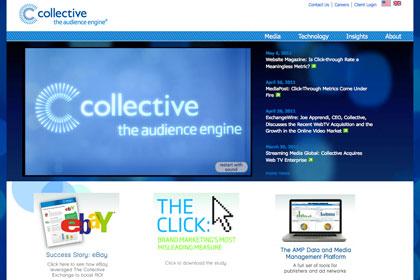 collective
the audience engine®
Contact Us | Careers | Client Login
Media Technology Insights About
collective
the audience engine
restart with
sound
May 6, 2011
Website Magazine: Is Click-through Rate a
Meaningless Metric?
April 30, 2011
MediaPost: Click-Through Metrics Come Under
Fire
April 26, 2011
ExchangeWire: Joe Apprendi, CEO, Collective,
Discusses the Recent WebTV Acquisition and the
Growth in the Online Video Market
March 30, 2011
Streaming Media Global: Collective Acquires
Web TV Enterprise
more news
ebay
Success Story: eBay
Click here to see how eBay
leveraged The Collective
Exchange to boost ROI!
THE
CLICK:
BRAND MARKETING'S MOST
MISLEADING MEASURE
Click to download the study
The AMP Data and Media
Management Platform
A full set of tools for
publishers and ad networks